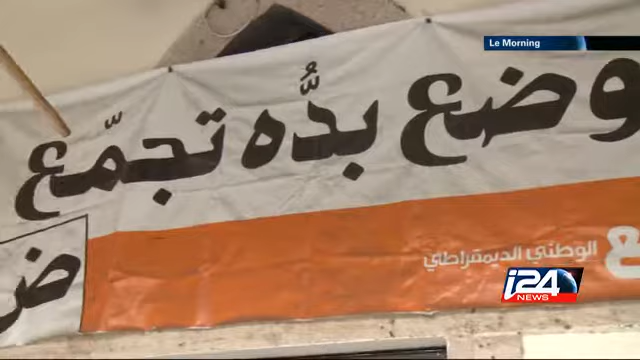 Le Morning
وضع بدُّه تجمّع
الوطني الديمقراطي
ض
i24
NEWS